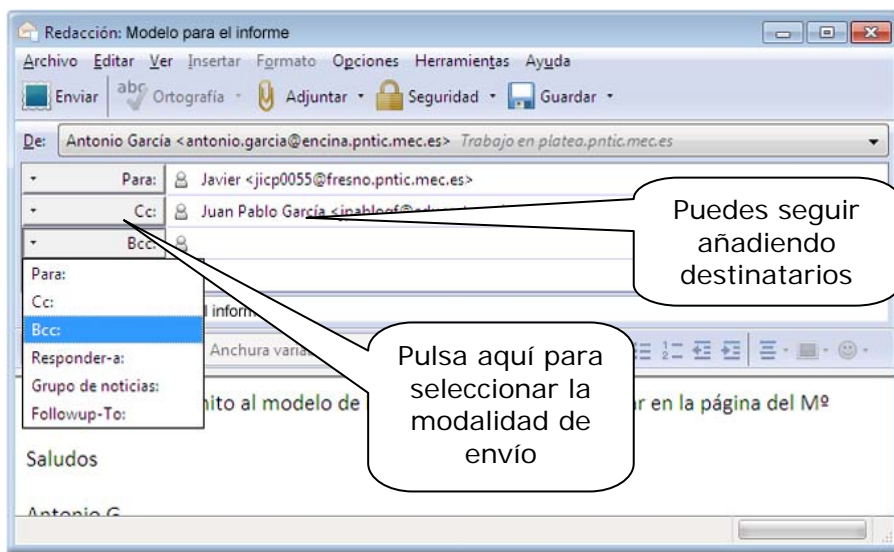 Redacción: Modelo para el informe
Archivo Editar Ver Insertar Formato Opciones Herramientas Ayuda
Enviar abc Ortografía Adjuntar Seguridad Guardar
De: Antonio García <antonio.garcia@encina.pntic.mec.es> Trabajo en platea.pntic.mec.es
Para: Javier <jicp0055@fresno.pntic.mec.es>
Cc: Juan Pablo García
Bcc:
Puedes seguir
añadiendo
destinatarios
Para:
Cc:
Bcc:
Responder-a:
Grupo de noticias:
Followup-To:
Anchura
Pulsa aquí para
seleccionar la
modalidad de
envío
al modelo de
en la página del Mº
Saludos
Antonio G